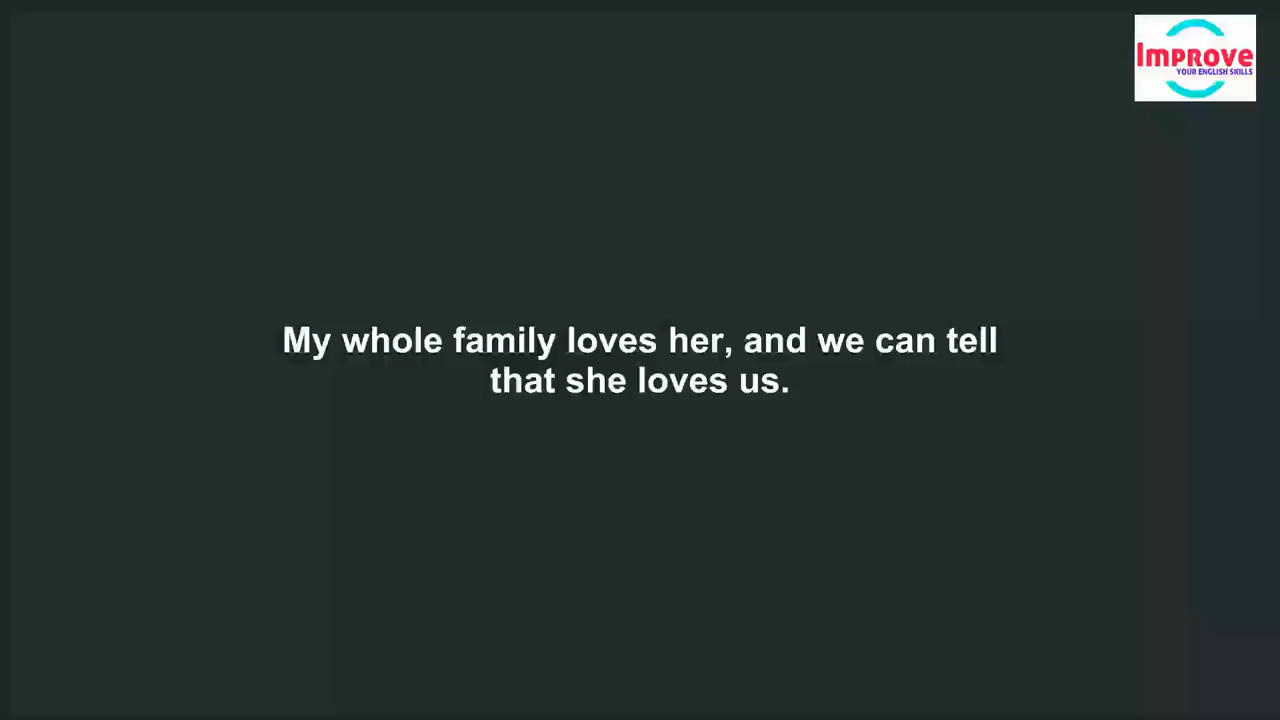 Improve
YOUR ENGLISH SKILLS
My whole family loves her, and we can tell
that she loves us.